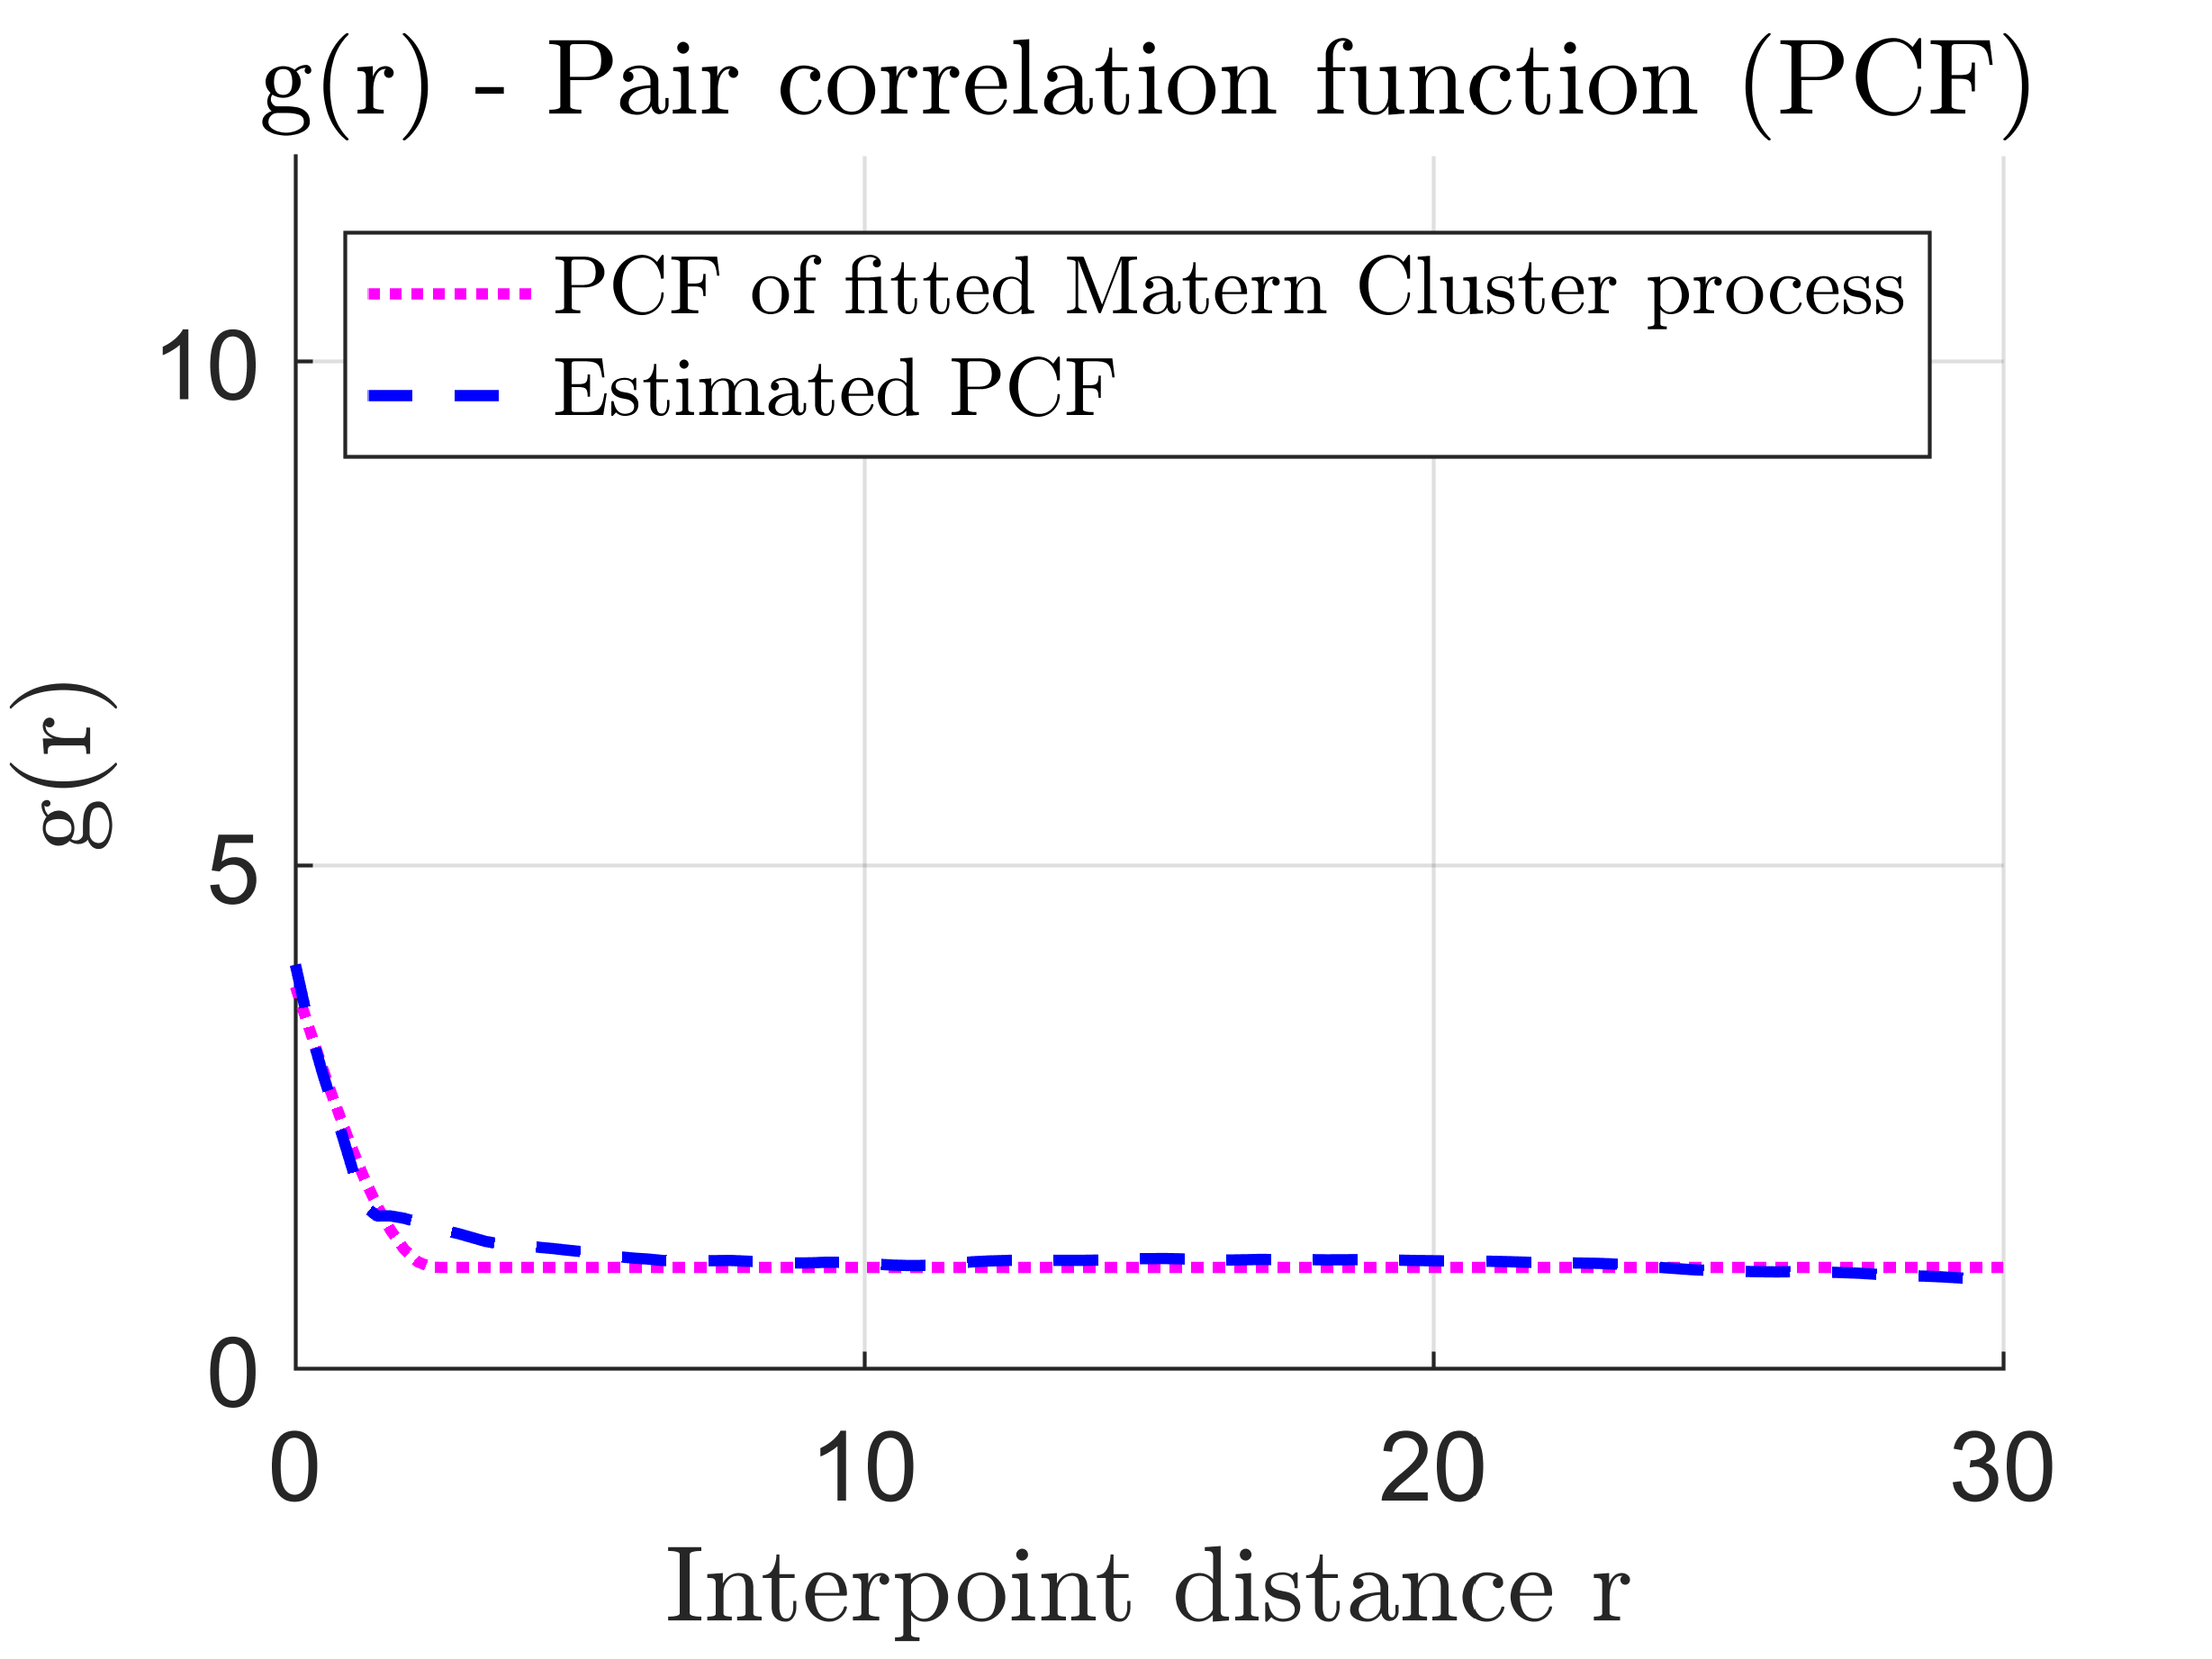 g(r) - Pair correlation function (PCF)
PCF of fitted Matern Cluster process
Estimated PCF
10
5
0
g(r)
0 10 20 30
Interpoint distance r